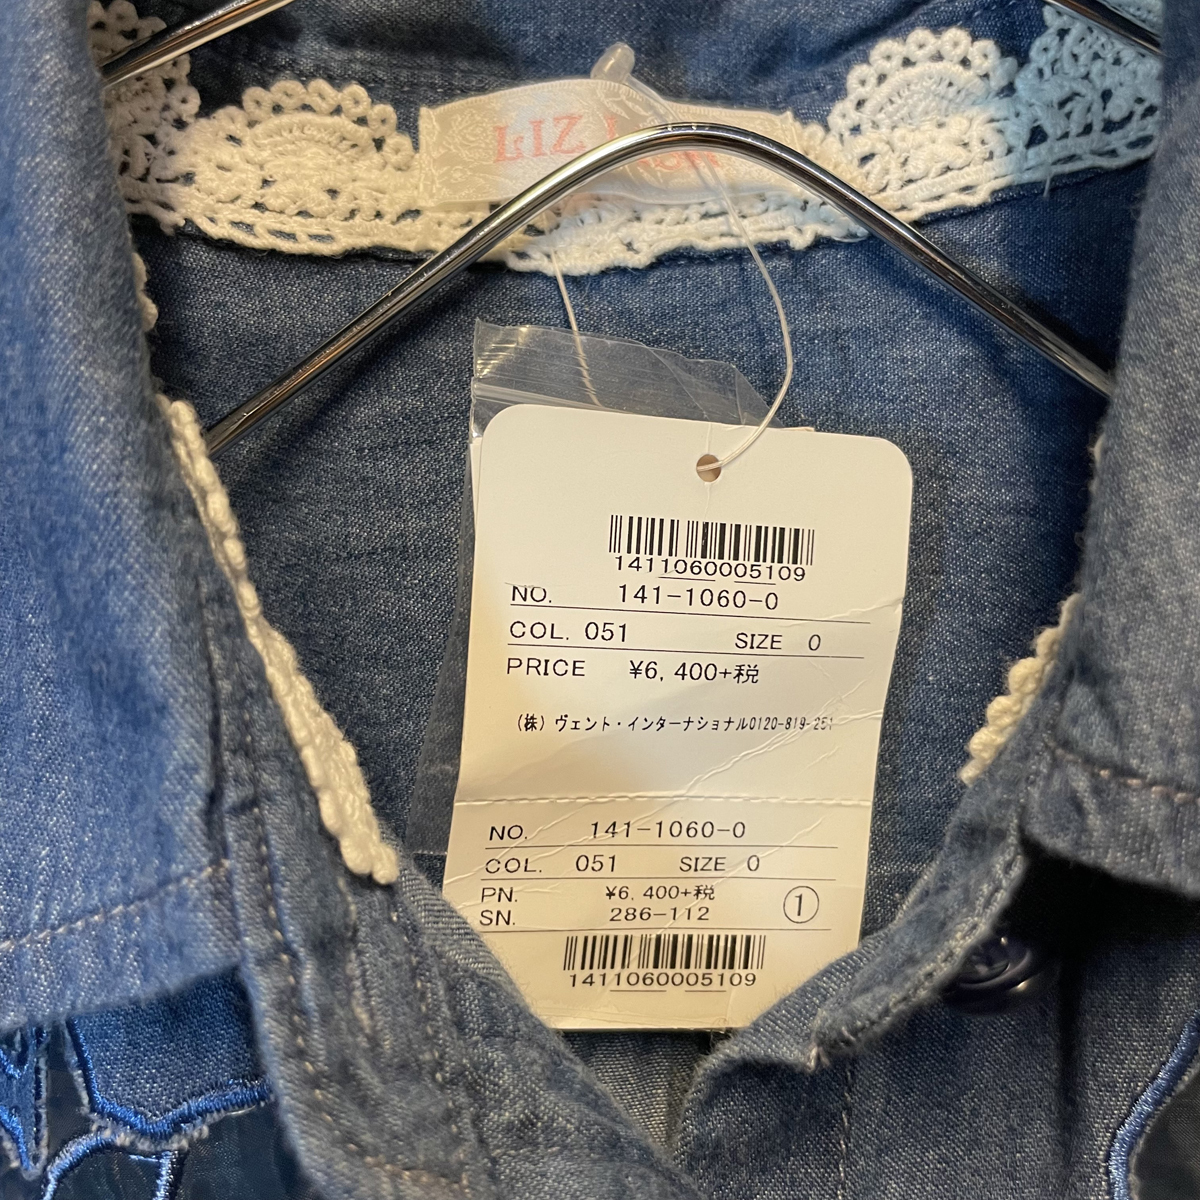 1411060005109
NO. 141-1060-0
COL. 051 SIZE 0
PRICE ¥6,400+税
(株)ヴェント・インターナショナル0120-819-251
NO. 141-1060-0
COL. 051 SIZE 0
PN. ¥6,400+税
SN. 286-112 ①
1411060005109